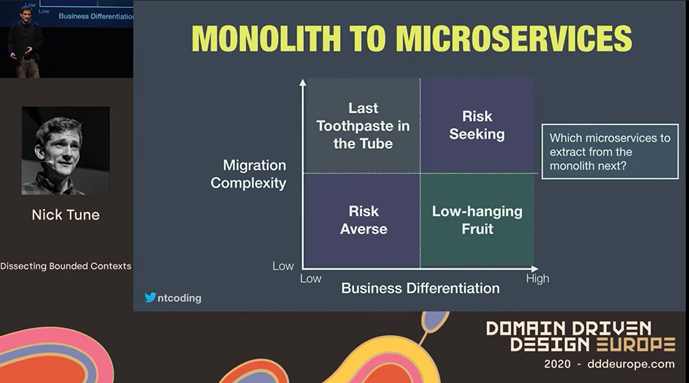 Low
Low
Business Differentiation
MONOLITH TO MICROSERVICES
Last
Toothpaste in
the Tube
Risk
Seeking
Which microservices to
extract from the
monolith next?
Migration
Complexity
Risk
Averse
Low-hanging
Fruit
Low
Low
High
Business Differentiation
ntcoding
Nick Tune
Dissecting Bounded Contexts
DOMAIN DRIVEN
DESIGN EUROPE
2020 - dddeurope.com